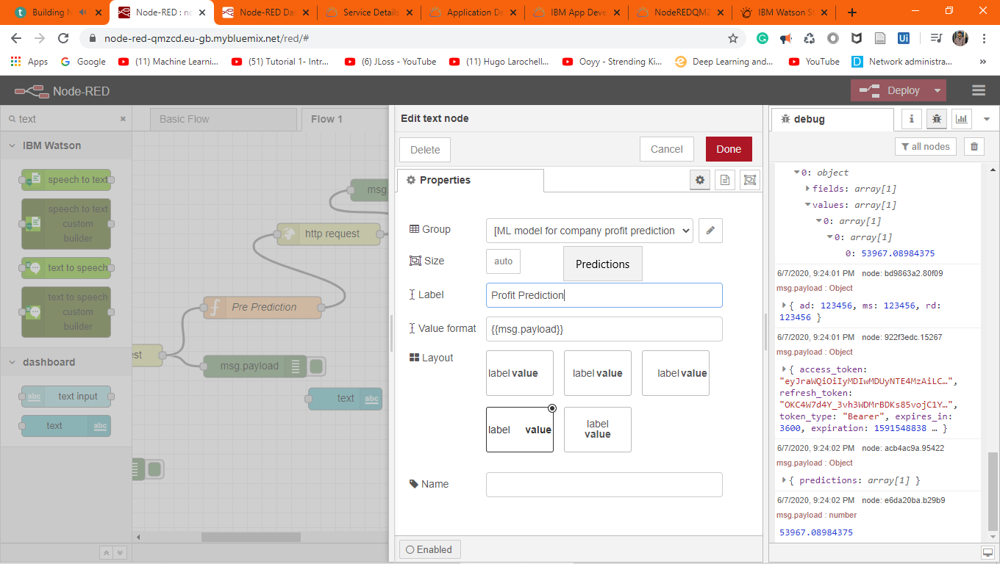 Building N
Node-RED : no
Node-RED Da
Service Details
Application De
IBM App Deve
NodeREDQMZ
IBM Watson St
node-red-qmzcd.eu-gb.mybluemix.net/red/#
Apps
Google
(11) Machine Learni...
(51) Tutorial 1- Intr...
(6) JLoss - YouTube
(11) Hugo Larochell...
Ooyy - Strending Ki...
Deep Learning and...
YouTube
Network administra...
Node-RED
Deploy
text
IBM Watson
speech to text
speech to text
custom
builder
text to speech
text to speech
custom
builder
dashboard
text input
abc
text
abc
Basic Flow
Flow 1
msg.
http request
Pre Prediction
est
msg.payload
text
abc
Edit text node
Delete
Cancel
Done
Properties
Group
[ML model for company profit prediction
Size
auto
Predictions
Label
Profit Prediction
Value format
{{msg.payload}}
Layout
label value
label value
label value
label value
label
value
Name
Enabled
debug
i
all nodes
0: object
fields: array[1]
values: array[1]
0: array[1]
0: array[1]
0: 53967.08984375
6/7/2020, 9:24:01 PM node: bd9863a2.80f09
msg.payload : Object
{ ad: 123456, ms: 123456, rd:
123456 }
6/7/2020, 9:24:01 PM node: 922f3edc.15267
msg.payload : Object
{ access_token:
"eyJraWQiOiIyMDIwMDUyNTE4MzAiLC…",
refresh_token:
"OKC4W7d4Y_3vh3WDMrBDKs85vojC1Y…",
token_type: "Bearer", expires_in:
3600, expiration: 1591548838 … }
6/7/2020, 9:24:02 PM node: acb4ac9a.95422
msg.payload : Object
{ predictions: array[1] }
6/7/2020, 9:24:02 PM node: e6da20ba.b29b9
msg.payload : number
53967.08984375